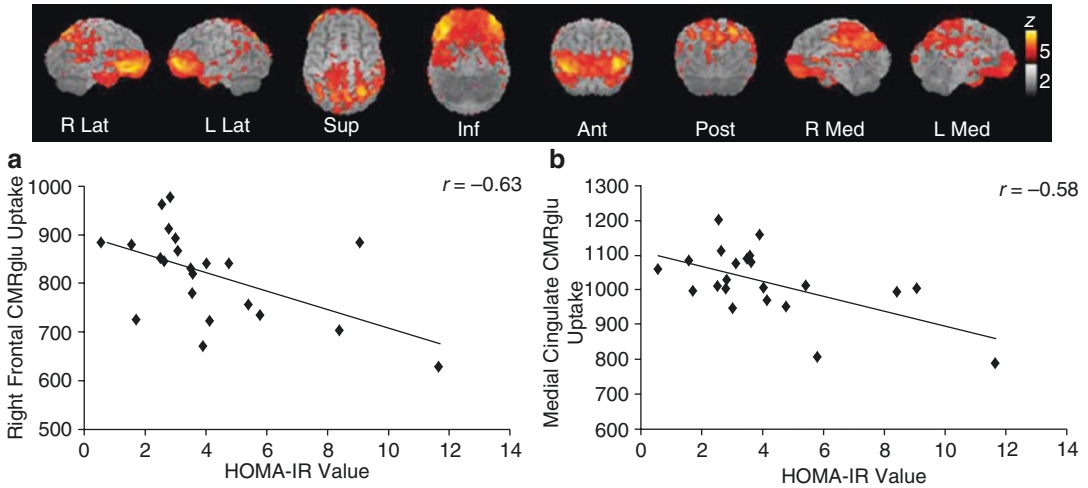 z
5
2
R Lat L Lat Sup Inf Ant Post R Med L Med
a
r = –0.63
Right Frontal CMRglu Uptake
1000
900
800
700
600
500
0 2 4 6 8 10 12 14
HOMA-IR Value
b
r = –0.58
Medial Cingulate CMRglu
Uptake
1300
1200
1100
1000
900
800
700
600
0 2 4 6 8 10 12 14
HOMA-IR Value